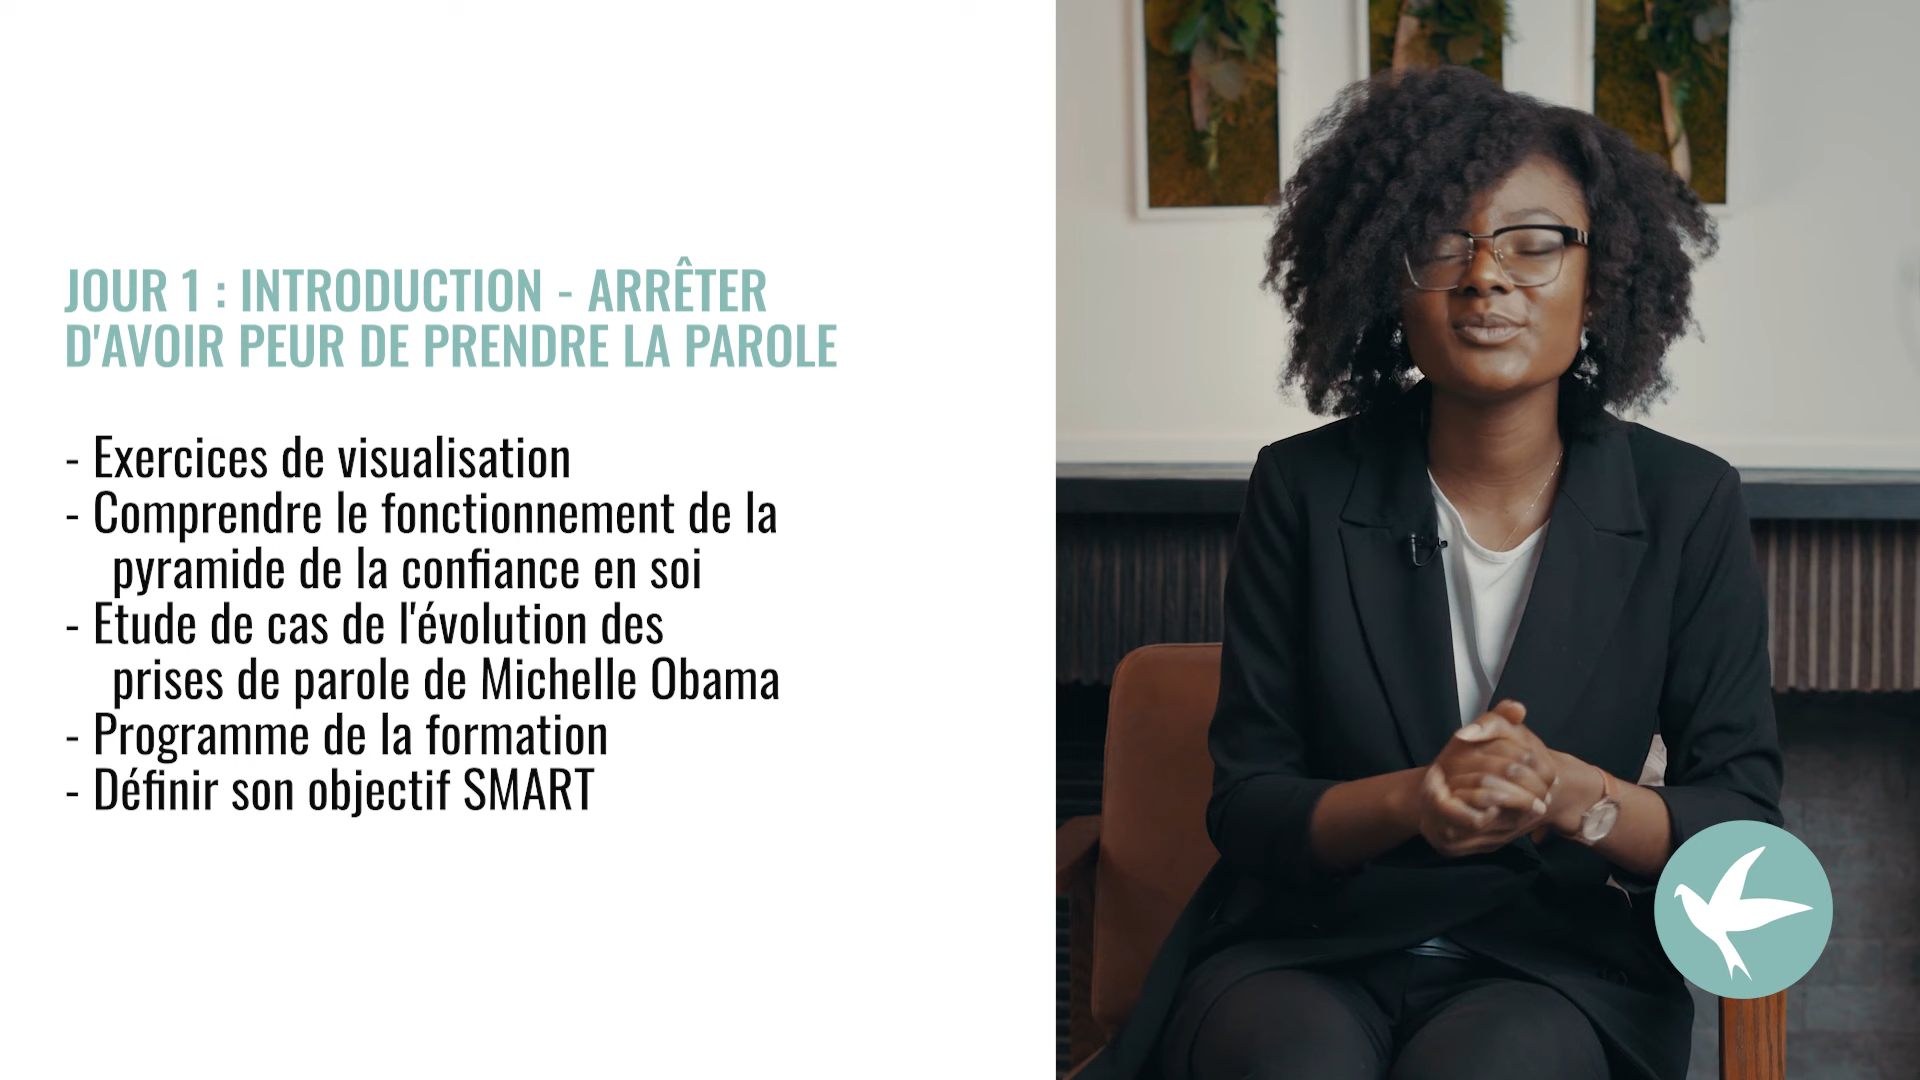 JOUR 1 : INTRODUCTION - ARRÊTER
D'AVOIR PEUR DE PRENDRE LA PAROLE
- Exercices de visualisation
- Comprendre le fonctionnement de la
pyramide de la confiance en soi
- Etude de cas de l'évolution des
prises de parole de Michelle Obama
- Programme de la formation
- Définir son objectif SMART